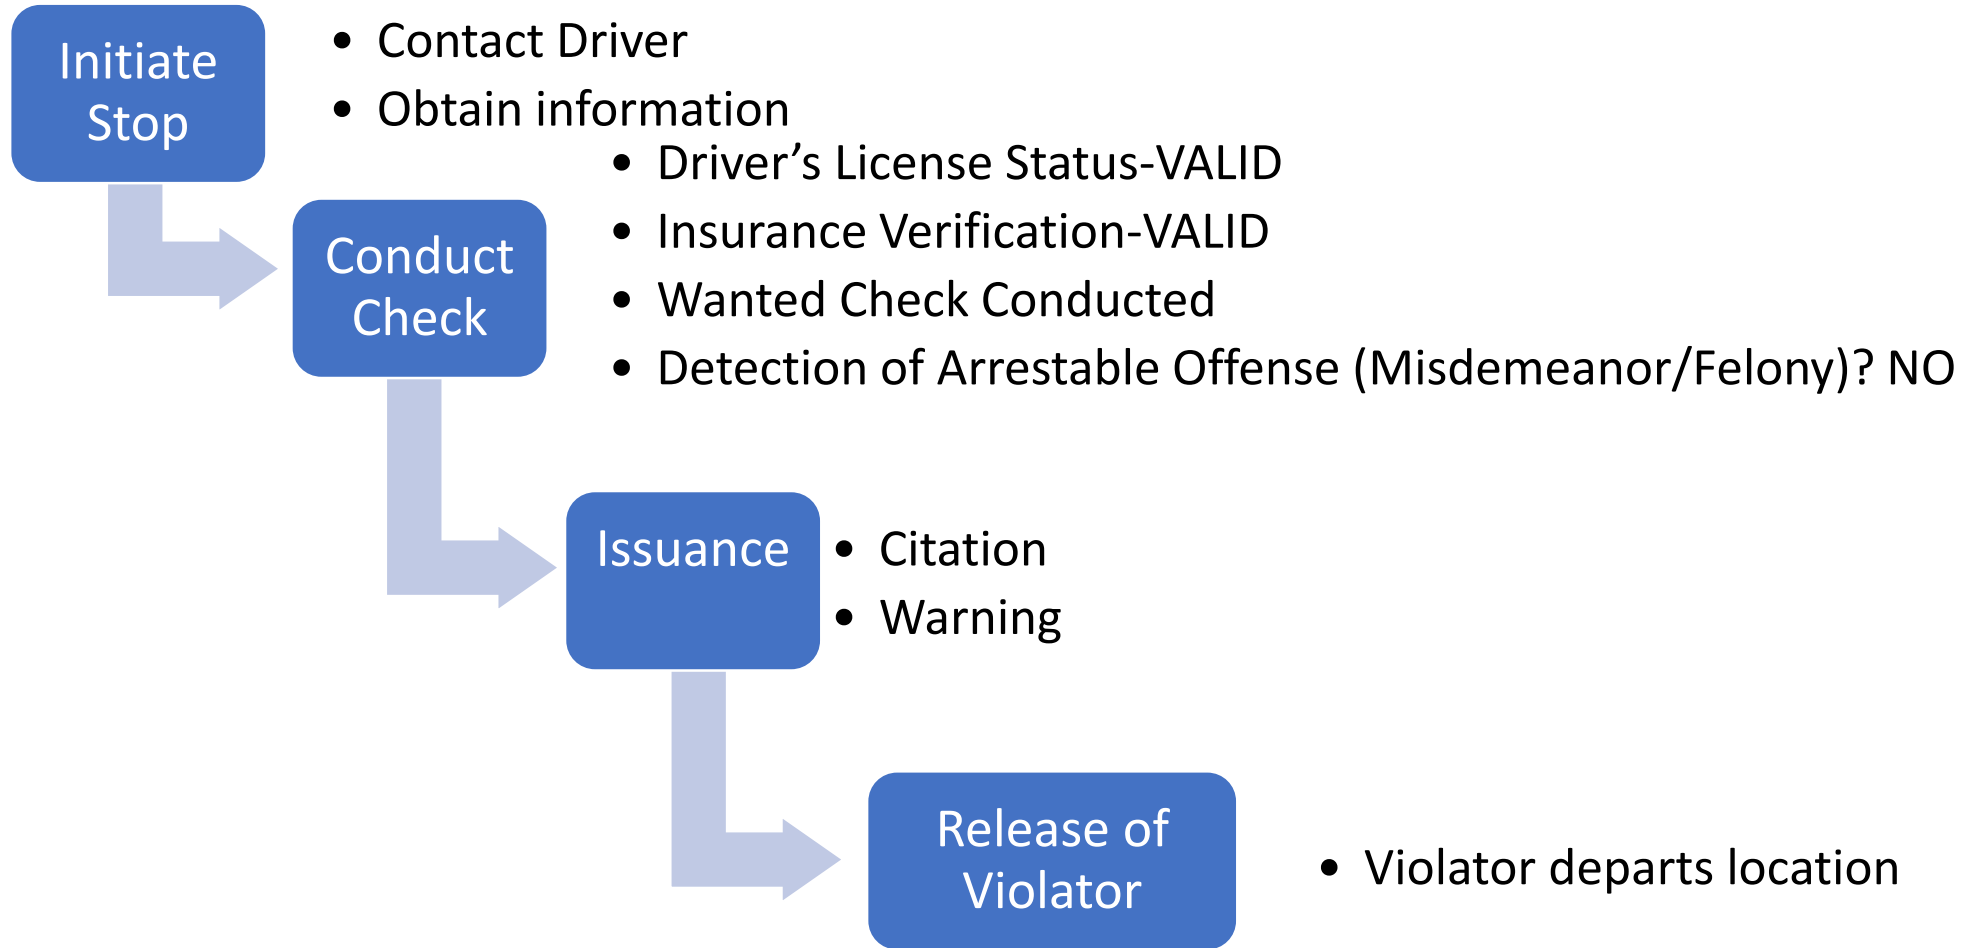 Initiate
Stop
• Contact Driver
• Obtain information
Conduct
Check
• Driver’s License Status-VALID
• Insurance Verification-VALID
• Wanted Check Conducted
• Detection of Arrestable Offense (Misdemeanor/Felony)? NO
Issuance
• Citation
• Warning
Release of
Violator
• Violator departs location